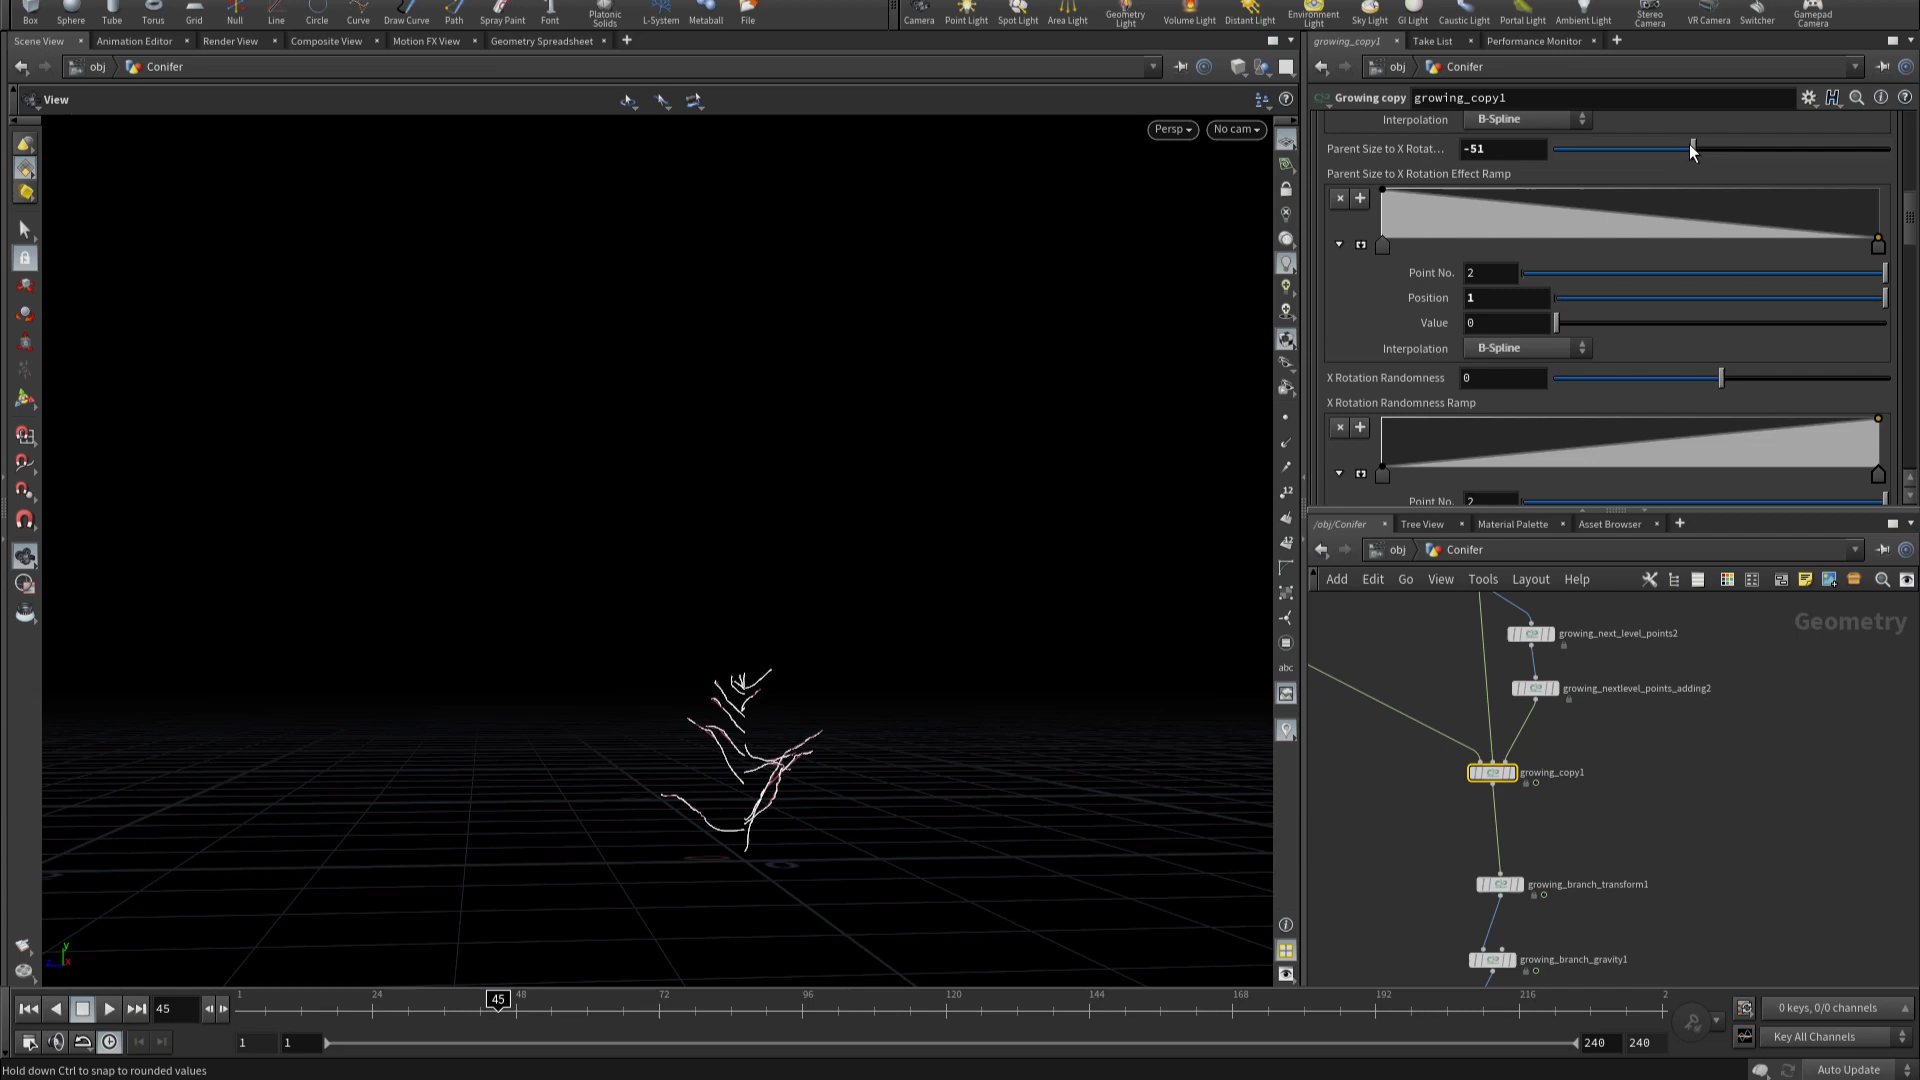 Box Sphere Tube Torus Grid Null Line Circle Curve Draw Curve Path Spray Paint Font Platonic Solids L-System Metaball File
Camera Point Light Spot Light Area Light Geometry Light Volume Light Distant Light Environment Light Sky Light GI Light Caustic Light Portal Light Ambient Light Stereo Camera VR Camera Switcher Gamepad Camera
Scene View Animation Editor Render View Composite View Motion FX View Geometry Spreadsheet
growing_copy1 Take List Performance Monitor
obj Conifer
obj Conifer
View
Growing copy growing_copy1
Persp No cam
Interpolation B-Spline
Parent Size to X Rotat... -51
Parent Size to X Rotation Effect Ramp
Point No. 2
Position 1
Value 0
Interpolation B-Spline
X Rotation Randomness 0
X Rotation Randomness Ramp
Point No. 2
12
12
abc
/obj/Conifer Tree View Material Palette Asset Browser
obj Conifer
Add Edit Go View Tools Layout Help
Geometry
growing_next_level_points2
growing_nextlevel_points_adding2
growing_copy1
growing_branch_transform1
growing_branch_gravity1
y
z x
45
1 24 45 48 72 96 120 144 168 192 216 2
0 keys, 0/0 channels
1 1 240 240
Key All Channels
Hold down Ctrl to snap to rounded values
Auto Update